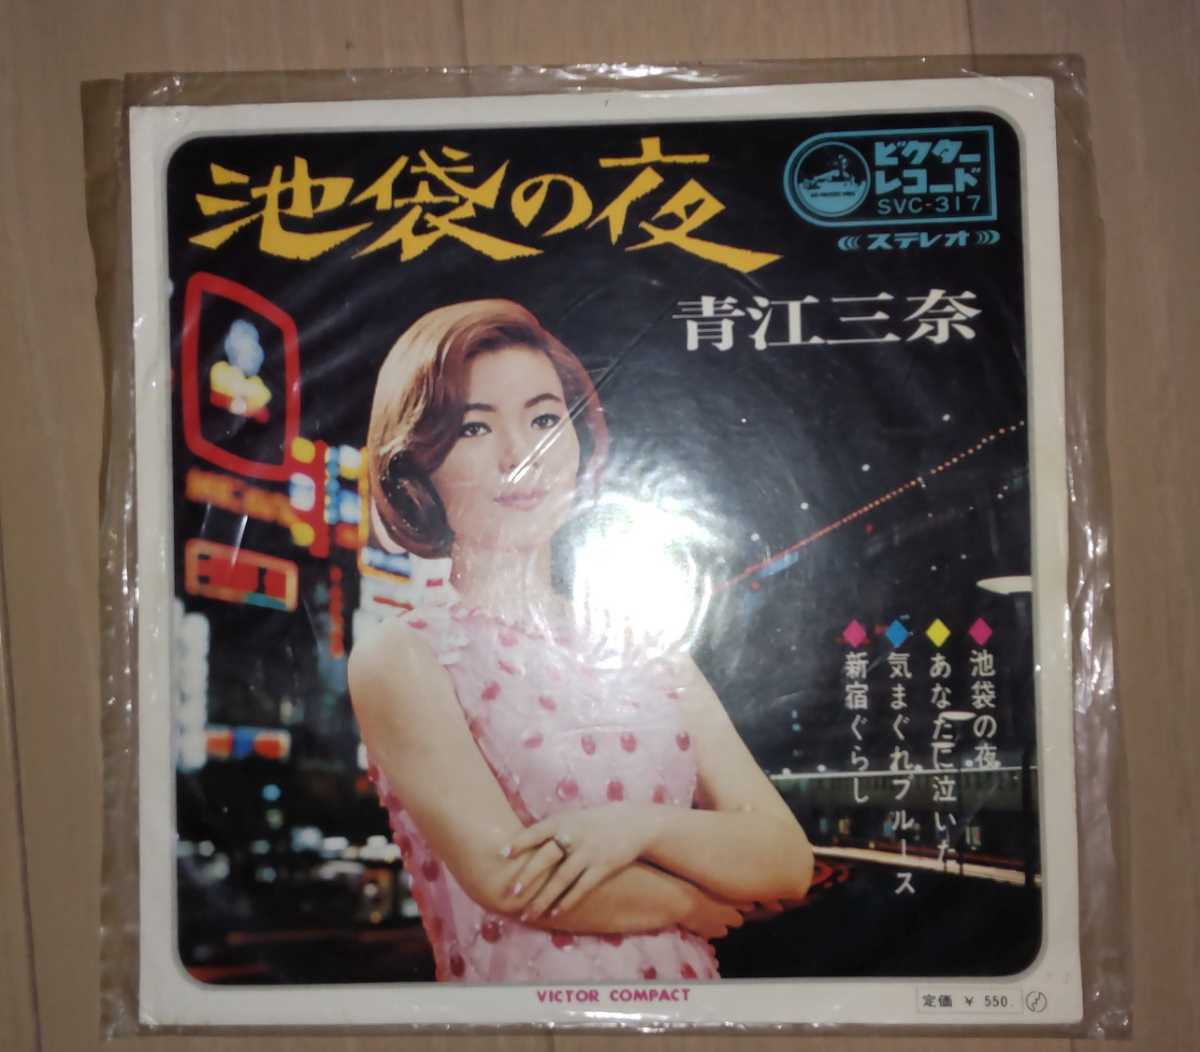 池袋の夜
ビクター
レコード
SVC-317
ステレオ
青江三奈
池袋の夜
あなたに泣いた
気まぐれブルース
新宿ぐらし
VICTOR COMPACT
定価 ¥ 550.